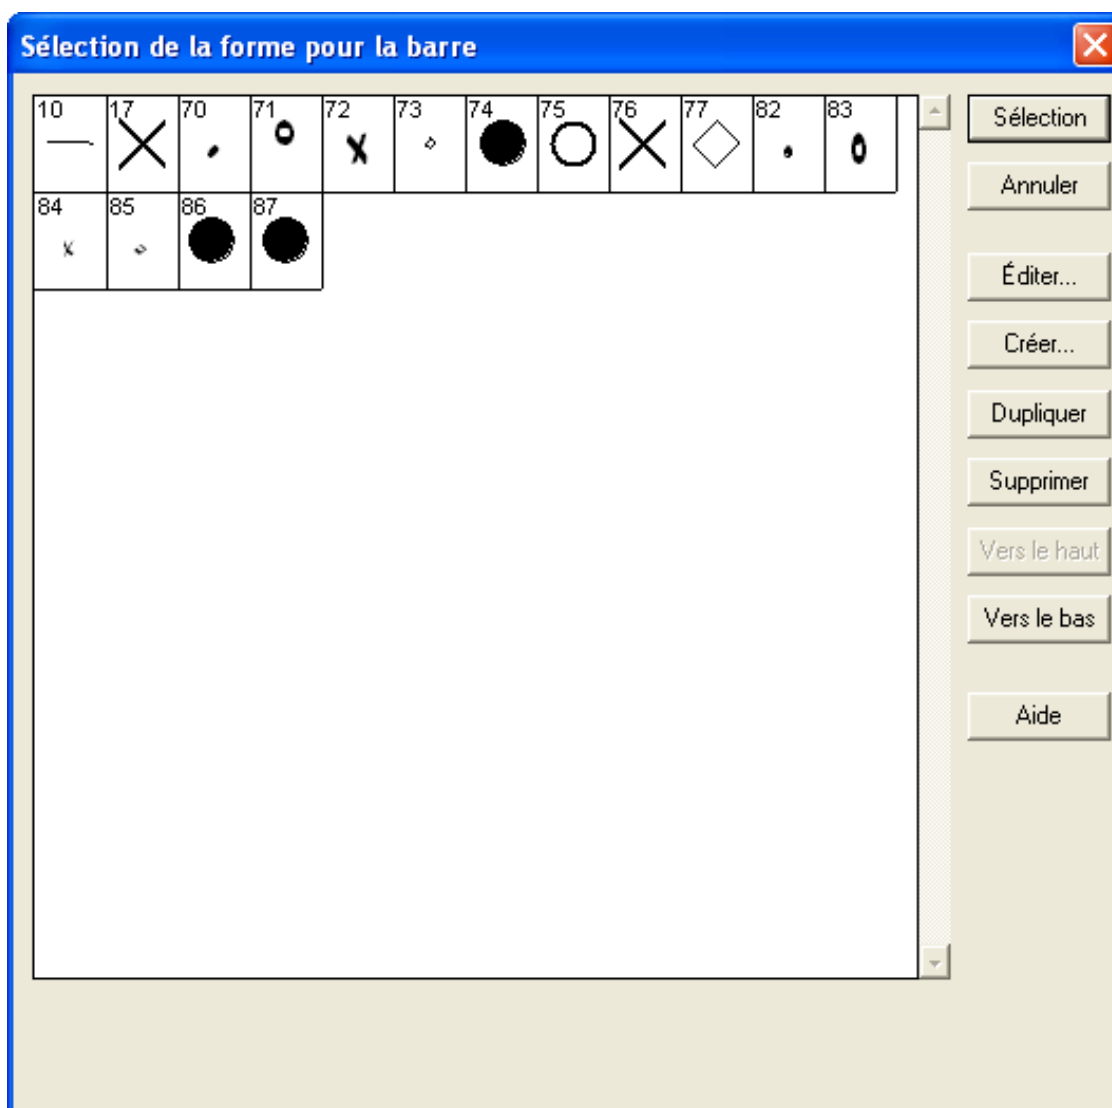 Sélection de la forme pour la barre
10 17 70 71 72 73 74 75 76 77 82 83
84 85 86 87
Sélection
Annuler
Éditer...
Créer...
Dupliquer
Supprimer
Vers le haut
Vers le bas
Aide